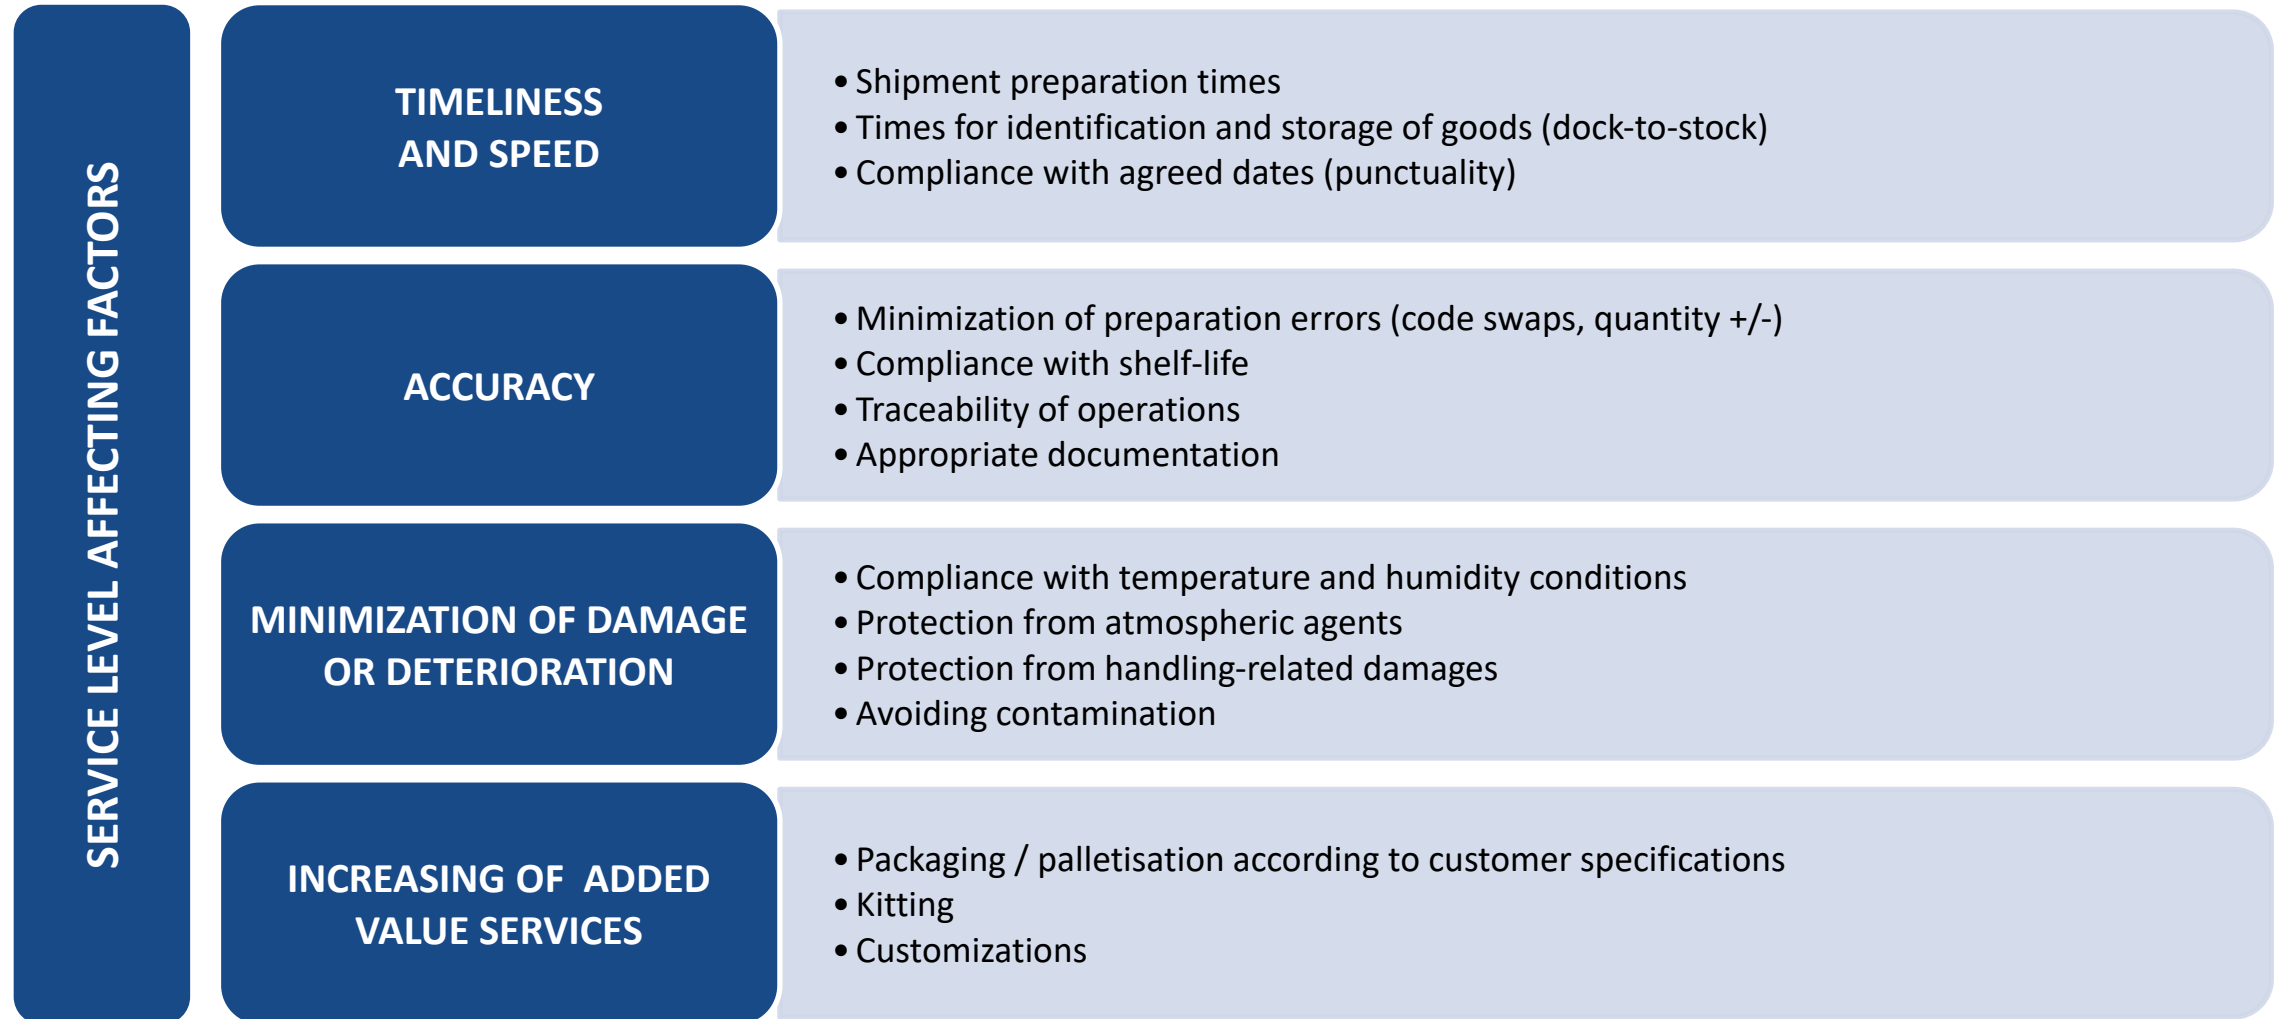 SERVICE LEVEL AFFECTING FACTORS
TIMELINESS
AND SPEED
• Shipment preparation times
• Times for identification and storage of goods (dock-to-stock)
• Compliance with agreed dates (punctuality)
ACCURACY
• Minimization of preparation errors (code swaps, quantity +/-)
• Compliance with shelf-life
• Traceability of operations
• Appropriate documentation
MINIMIZATION OF DAMAGE
OR DETERIORATION
• Compliance with temperature and humidity conditions
• Protection from atmospheric agents
• Protection from handling-related damages
• Avoiding contamination
INCREASING OF  ADDED
VALUE SERVICES
• Packaging / palletisation according to customer specifications
• Kitting
• Customizations